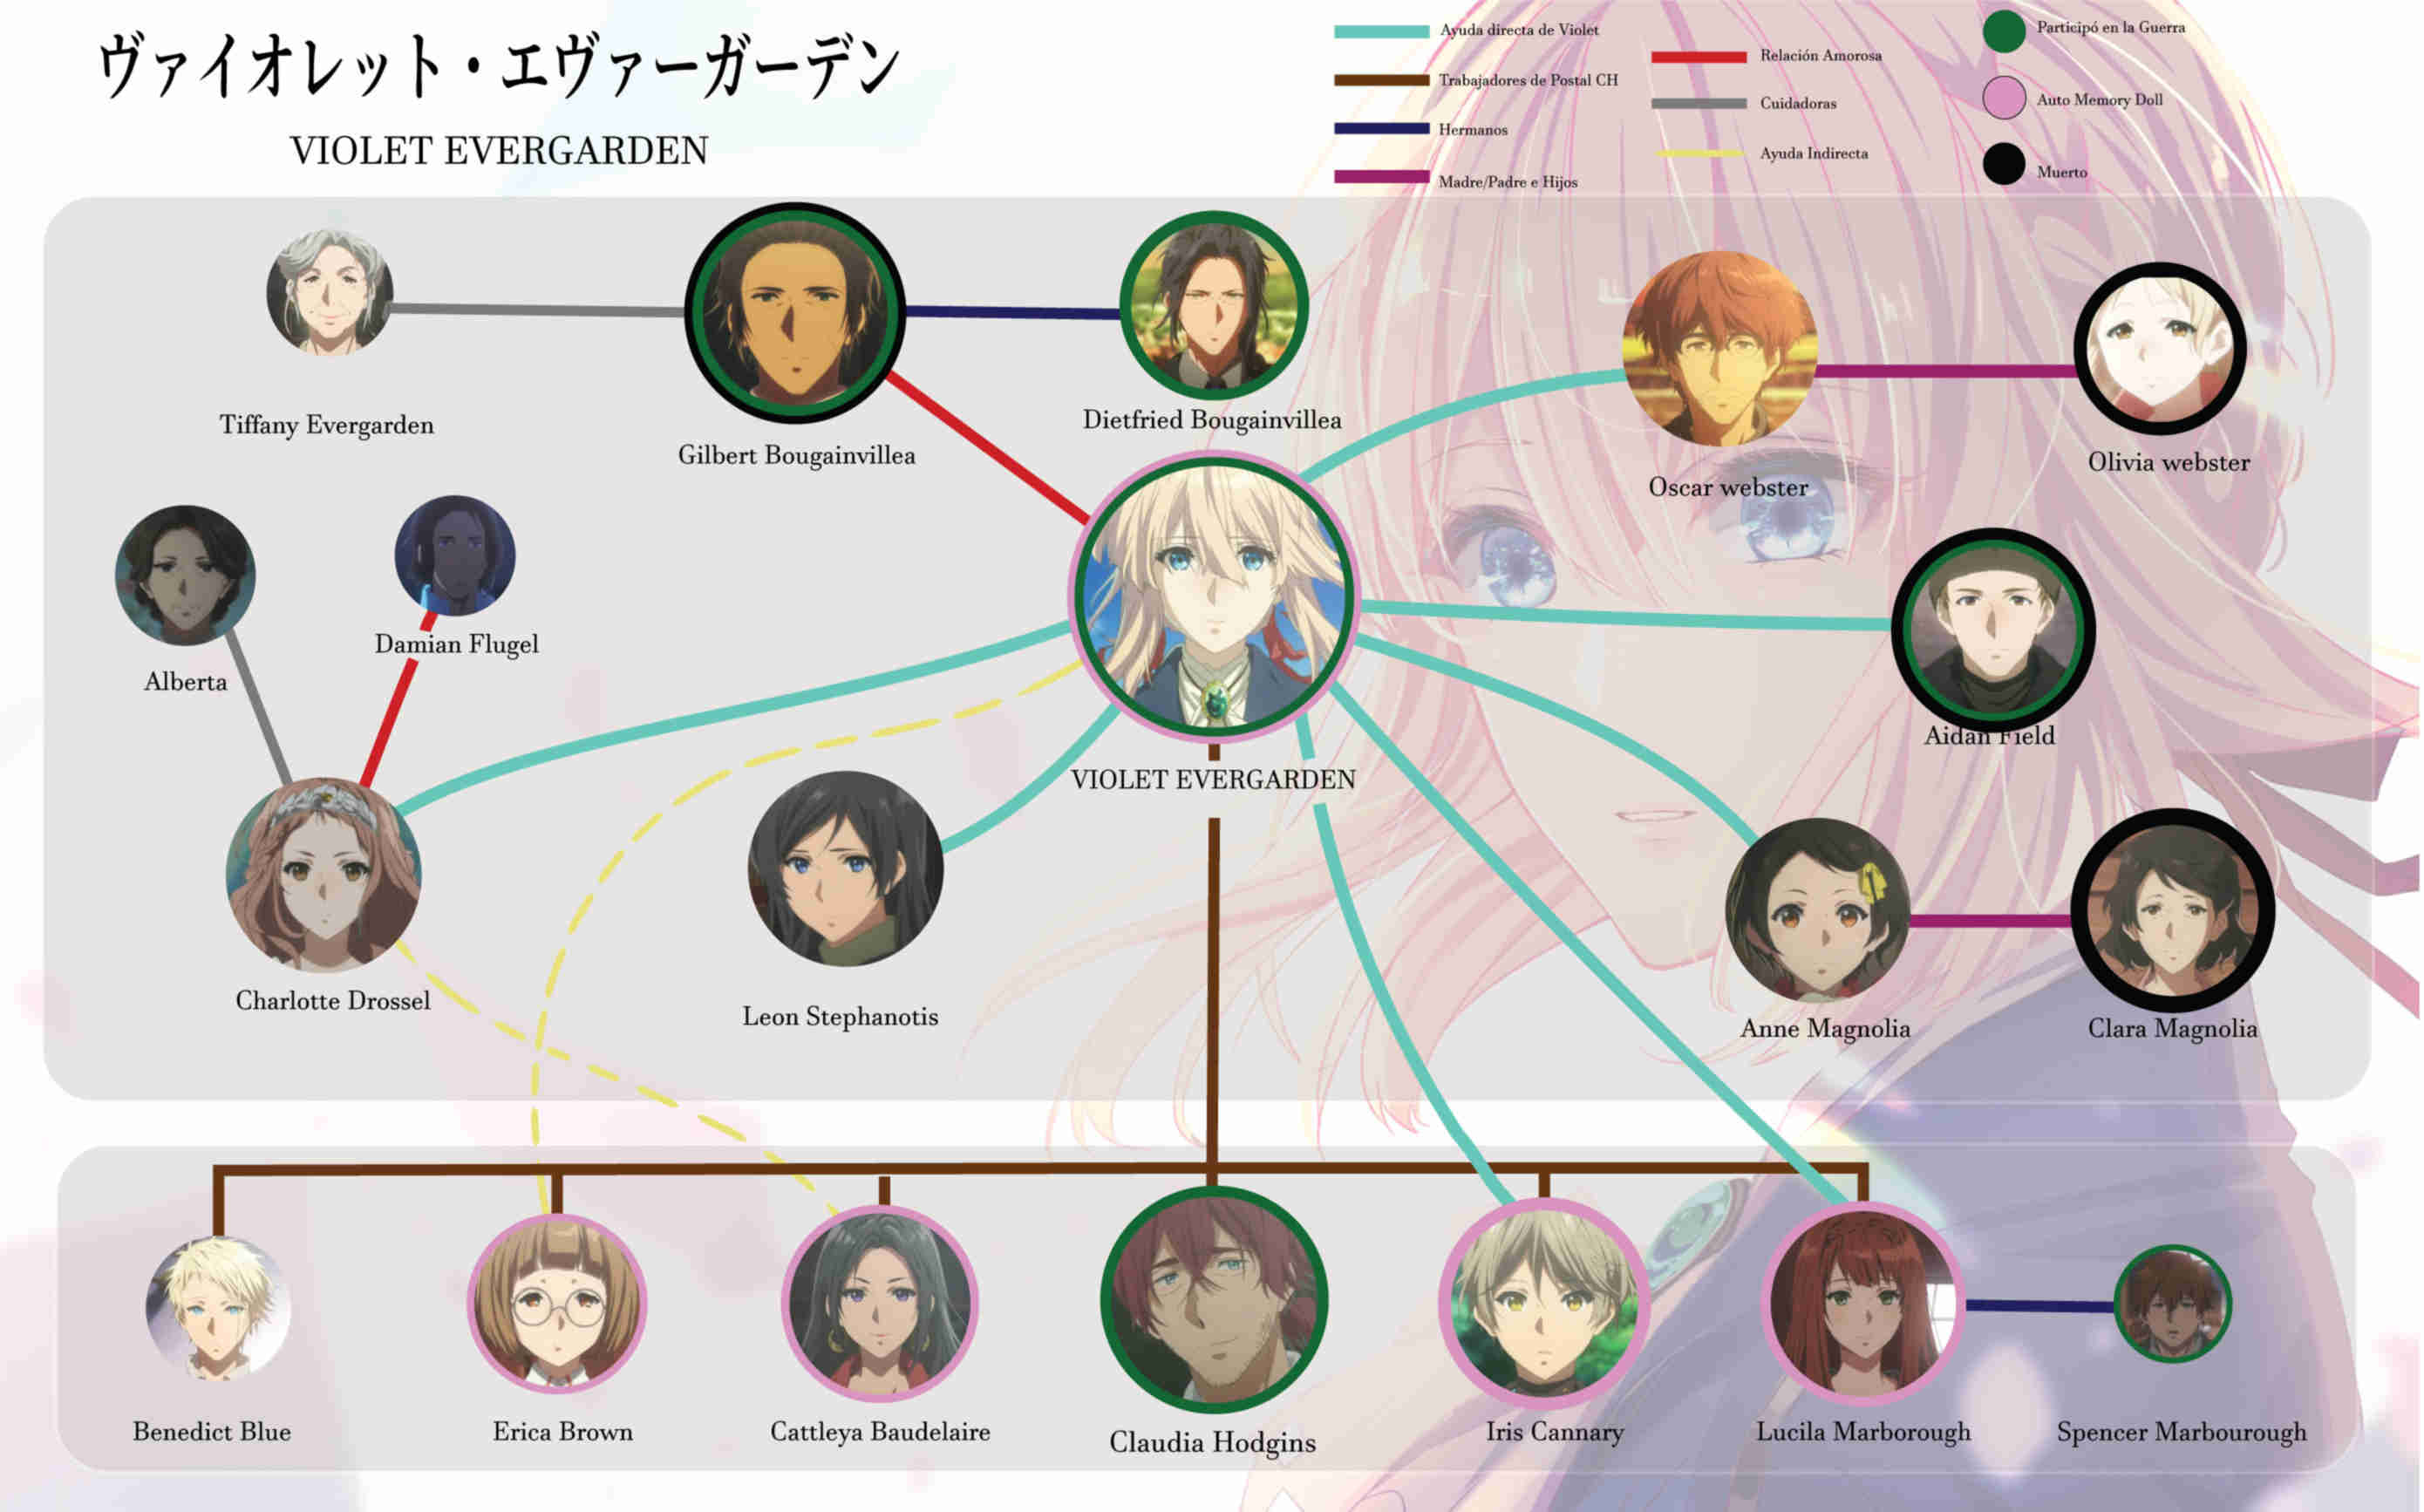 ヴァイオレット・エヴァーガーデン
VIOLET EVERGARDEN
Ayuda directa de Violet
Trabajadores de Postal CH
Hermanos
Madre/Padre e Hijos
Relación Amorosa
Cuidadoras
Ayuda Indirecta
Participó en la Guerra
Auto Memory Doll
Muerto
Tiffany Evergarden
Gilbert Bougainvillea
Dietfried Bougainvillea
Oscar webster
Olivia webster
Alberta
Damian Flugel
Aidan Field
VIOLET EVERGARDEN
Charlotte Drossel
Leon Stephanotis
Anne Magnolia
Clara Magnolia
Benedict Blue
Erica Brown
Cattleya Baudelaire
Claudia Hodgins
Iris Cannary
Lucila Marborough
Spencer Marbourough